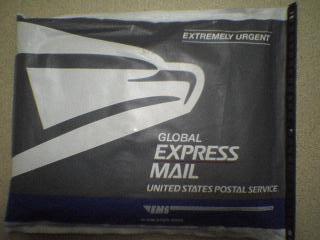 EXTREMELY URGENT
GLOBAL
EXPRESS
MAIL
UNITED STATES POSTAL SERVICE
EMS